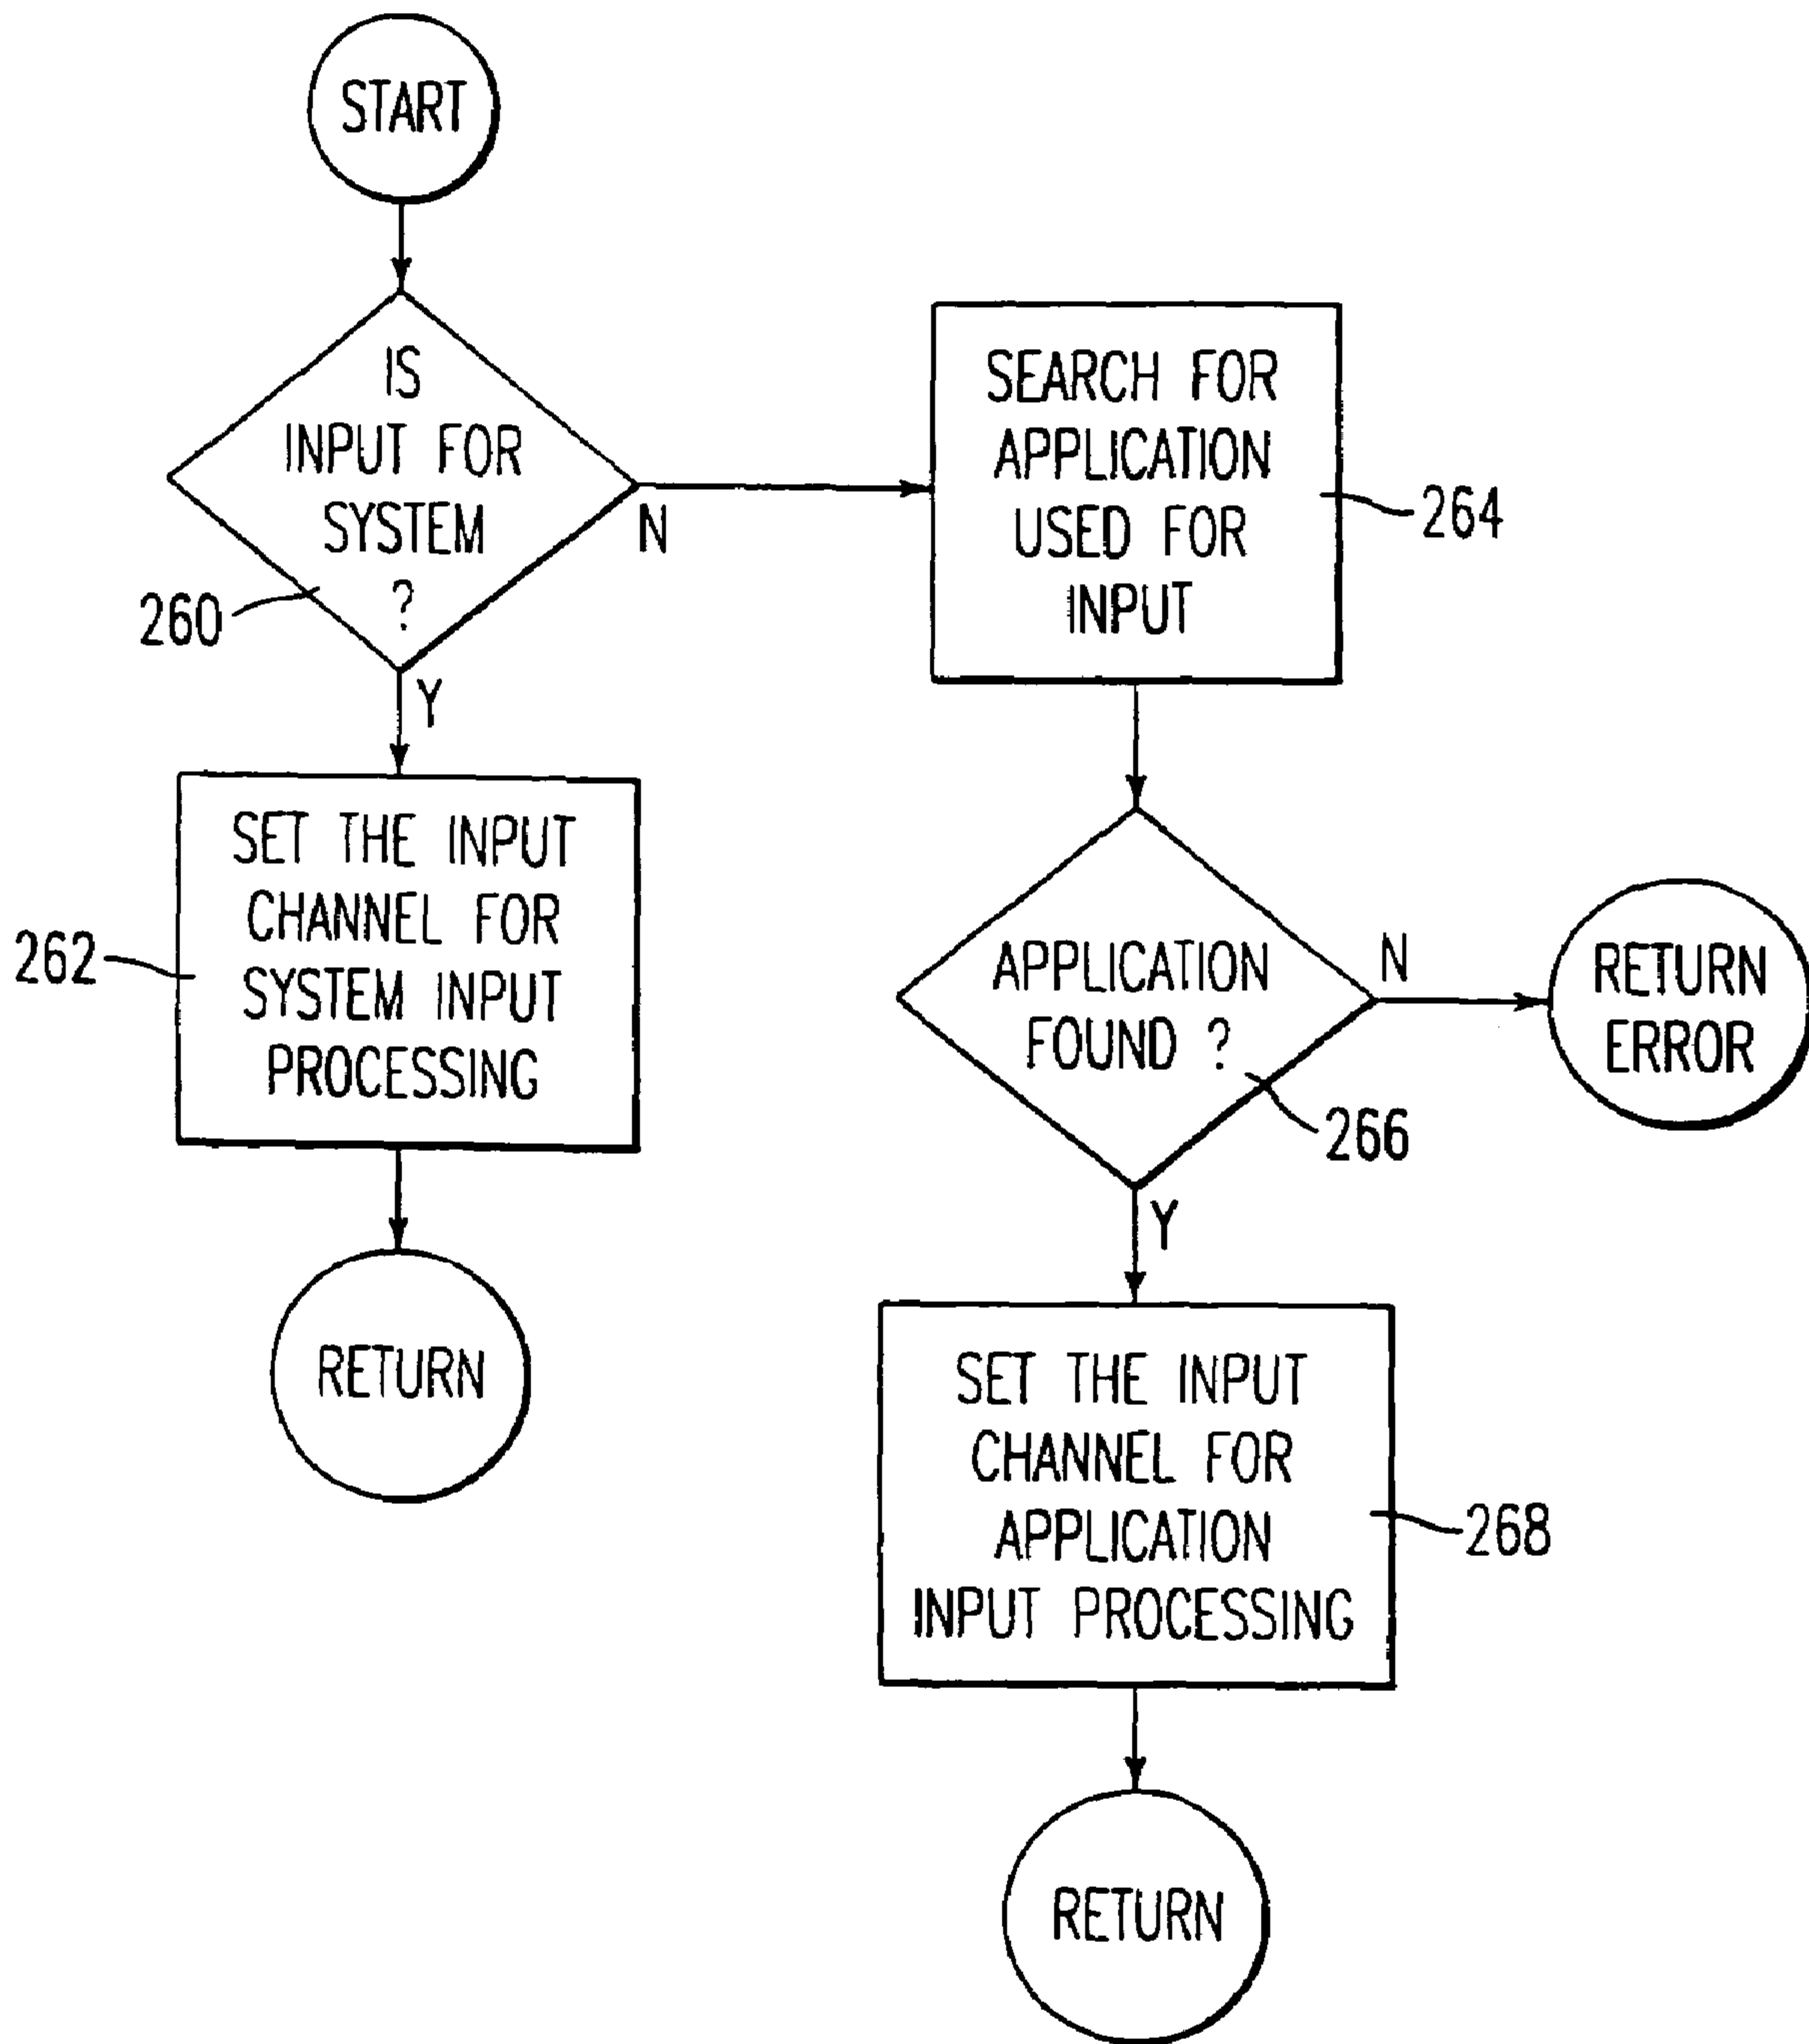 START
IS
INPUT FOR
SYSTEM
?
260
N
Y
SET THE INPUT
CHANNEL FOR
SYSTEM INPUT
PROCESSING
262
RETURN
SEARCH FOR
APPLICATION
USED FOR
INPUT
264
APPLICATION
FOUND ?
266
N
RETURN
ERROR
Y
SET THE INPUT
CHANNEL FOR
APPLICATION
INPUT PROCESSING
268
RETURN